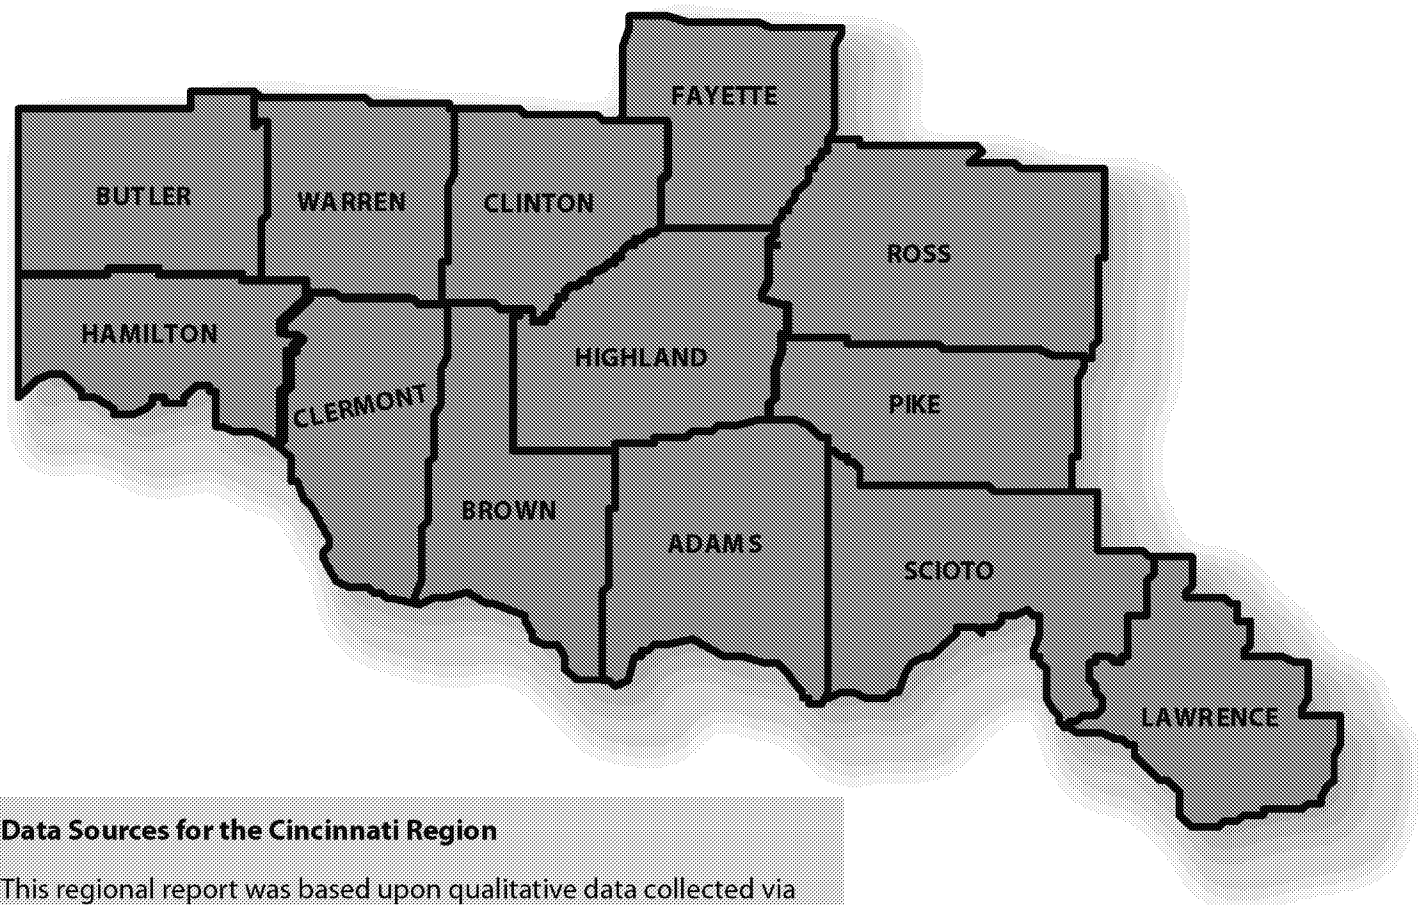 FAYETTE
BUTLER
WARREN
CLINTON
ROSS
HAMILTON
HIGHLAND
CLERMONT
PIKE
BROWN
ADAMS
SCIOTO
LAWRENCE
Data Sources for the Cincinnati Region
This regional report was based upon qualitative data collected via